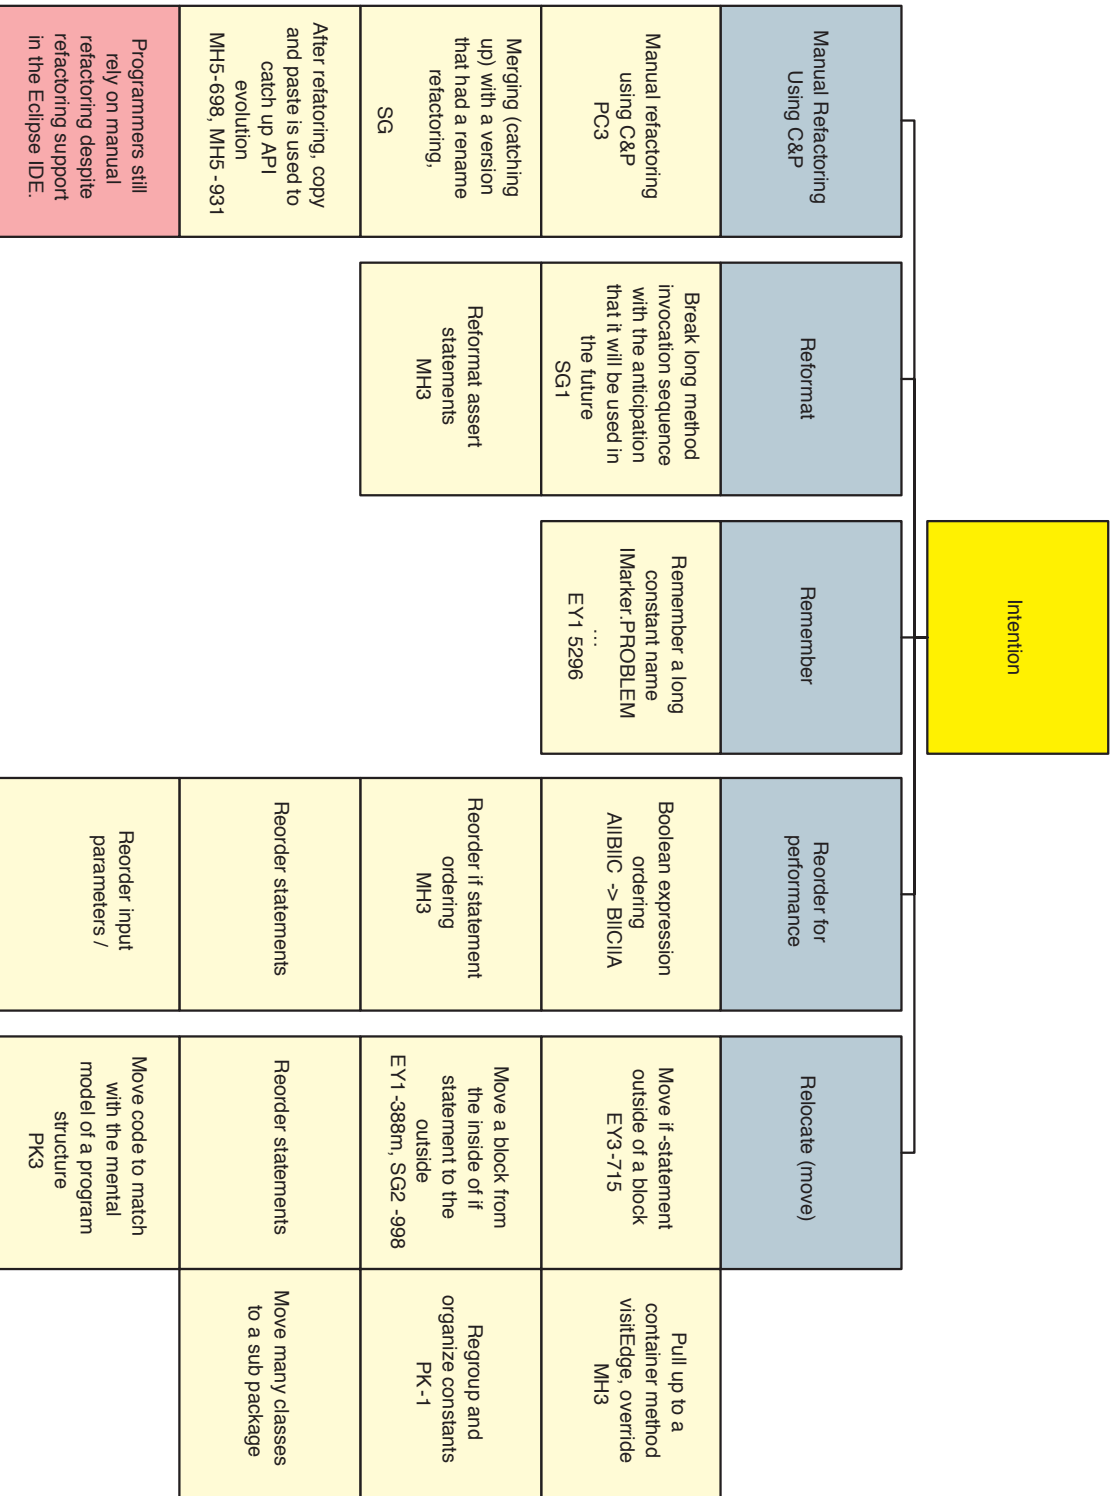 Intention
Manual Refactoring
Using C&P
Manual refactoring
using C&P
PC3
Merging (catching
up) with a version
that had a rename
refactoring,
SG
After refatoring, copy
and paste is used to
catch up API
evolution
MH5-698, MH5 -931
Programmers still
rely on manual
refactoring despite
refactoring support
in the Eclipse IDE.
Reformat
Break long method
invocation sequence
with the anticipation
that it will be used in
the future
SG1
Reformat assert
statements
MH3
Remember
Remember a long
constant name
IMarker.PROBLEM
…
EY1 5296
Reorder for
performance
Boolean expression
ordering
AIIBIIC -> BIICIIA
Reorder if statement
ordering
MH3
Reorder statements
Reorder input
parameters /
Relocate (move)
Move if -statement
outside of a block
EY3 -715
Move a block from
the inside of if
statement to the
outside
EY1 -388m, SG2 -998
Reorder statements
Move code to match
with the mental
model of a program
structure
PK3
Pull up to a
container method
visitEdge, override
MH3
Regroup and
organize constants
PK -1
Move many classes
to a sub package